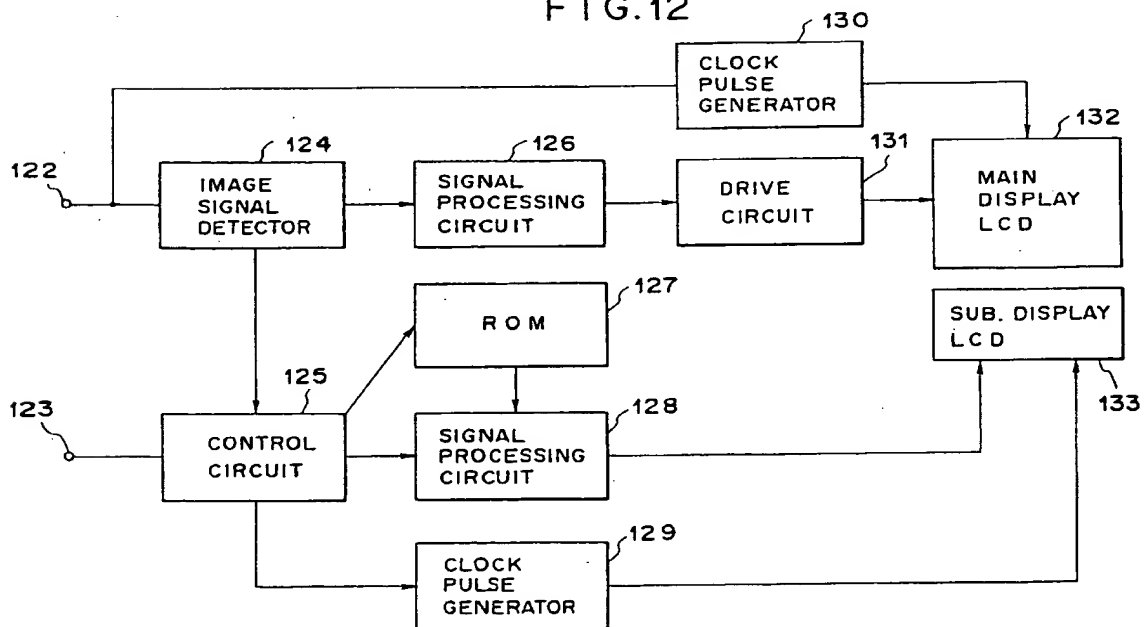 FIG.12
130
CLOCK
PULSE
GENERATOR
132
124
126
131
122
IMAGE
SIGNAL
DETECTOR
SIGNAL
PROCESSING
CIRCUIT
DRIVE
CIRCUIT
MAIN
DISPLAY
LCD
127
ROM
SUB. DISPLAY
LCD
125
133
123
128
CONTROL
CIRCUIT
SIGNAL
PROCESSING
CIRCUIT
129
CLOCK
PULSE
GENERATOR